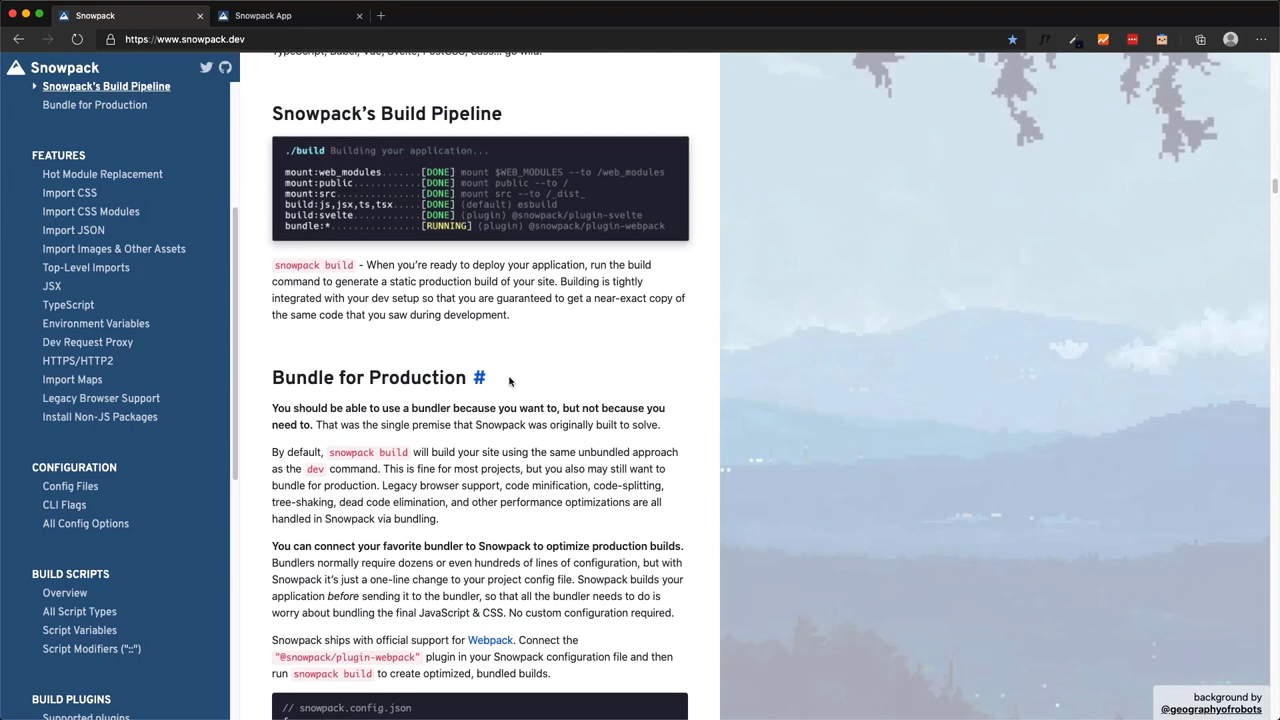 Snowpack
Snowpack App
https://www.snowpack.dev
Snowpack
Snowpack's Build Pipeline
Bundle for Production
FEATURES
Hot Module Replacement
Import CSS
Import CSS Modules
Import JSON
Import Images & Other Assets
Top-Level Imports
JSX
TypeScript
Environment Variables
Dev Request Proxy
HTTPS/HTTP2
Import Maps
Legacy Browser Support
Install Non-JS Packages
CONFIGURATION
Config Files
CLI Flags
All Config Options
BUILD SCRIPTS
Overview
All Script Types
Script Variables
Script Modifiers ("::")
BUILD PLUGINS
Supported plugins
TypeScript, Babel, Vue, Svelte, PostCSS, Sass... go wild!
Snowpack's Build Pipeline
./build Building your application...
mount:web_modules.......[DONE] mount $WEB_MODULES --to /web_modules
mount:public............[DONE] mount public --to /
mount:src...............[DONE] mount src --to /_dist_
build:js,jsx,ts,tsx.....[DONE] (default) esbuild
build:svelte............[DONE] (plugin) @snowpack/plugin-svelte
bundle:*................[RUNNING] (plugin) @snowpack/plugin-webpack
snowpack build - When you're ready to deploy your application, run the build
command to generate a static production build of your site. Building is tightly
integrated with your dev setup so that you are guaranteed to get a near-exact copy of
the same code that you saw during development.
Bundle for Production #
You should be able to use a bundler because you want to, but not because you
need to. That was the single premise that Snowpack was originally built to solve.
By default, snowpack build will build your site using the same unbundled approach
as the dev command. This is fine for most projects, but you also may still want to
bundle for production. Legacy browser support, code minification, code-splitting,
tree-shaking, dead code elimination, and other performance optimizations are all
handled in Snowpack via bundling.
You can connect your favorite bundler to Snowpack to optimize production builds.
Bundlers normally require dozens or even hundreds of lines of configuration, but with
Snowpack it's just a one-line change to your project config file. Snowpack builds your
application before sending it to the bundler, so that all the bundler needs to do is
worry about bundling the final JavaScript & CSS. No custom configuration required.
Snowpack ships with official support for Webpack. Connect the
"@snowpack/plugin-webpack" plugin in your Snowpack configuration file and then
run snowpack build to create optimized, bundled builds.
// snowpack.config.json
background by
@geographyofrobots